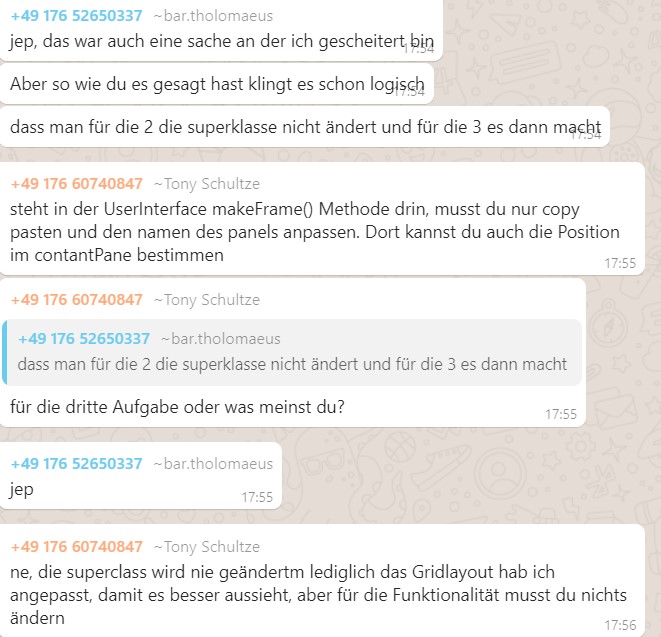 +49 176 52650337 ~bar.tholomaeus
jep, das war auch eine sache an der ich gescheitert bin
17:54
Aber so wie du es gesagt hast klingt es schon logisch
17:54
dass man für die 2 die superklasse nicht ändert und für die 3 es dann macht
17:54
+49 176 60740847 ~Tony Schultze
steht in der UserInterface makeFrame() Methode drin, musst du nur copy
pasten und den namen des panels anpassen. Dort kannst du auch die Position
im contantPane bestimmen
17:55
+49 176 60740847 ~Tony Schultze
+49 176 52650337 ~bar.tholomaeus
dass man für die 2 die superklasse nicht ändert und für die 3 es dann macht
für die dritte Aufgabe oder was meinst du?
17:55
+49 176 52650337 ~bar.tholomaeus
jep
17:55
+49 176 60740847 ~Tony Schultze
ne, die superclass wird nie geändertm lediglich das Gridlayout hab ich
angepasst, damit es besser aussieht, aber für die Funktionalität musst du nichts
ändern
17:56